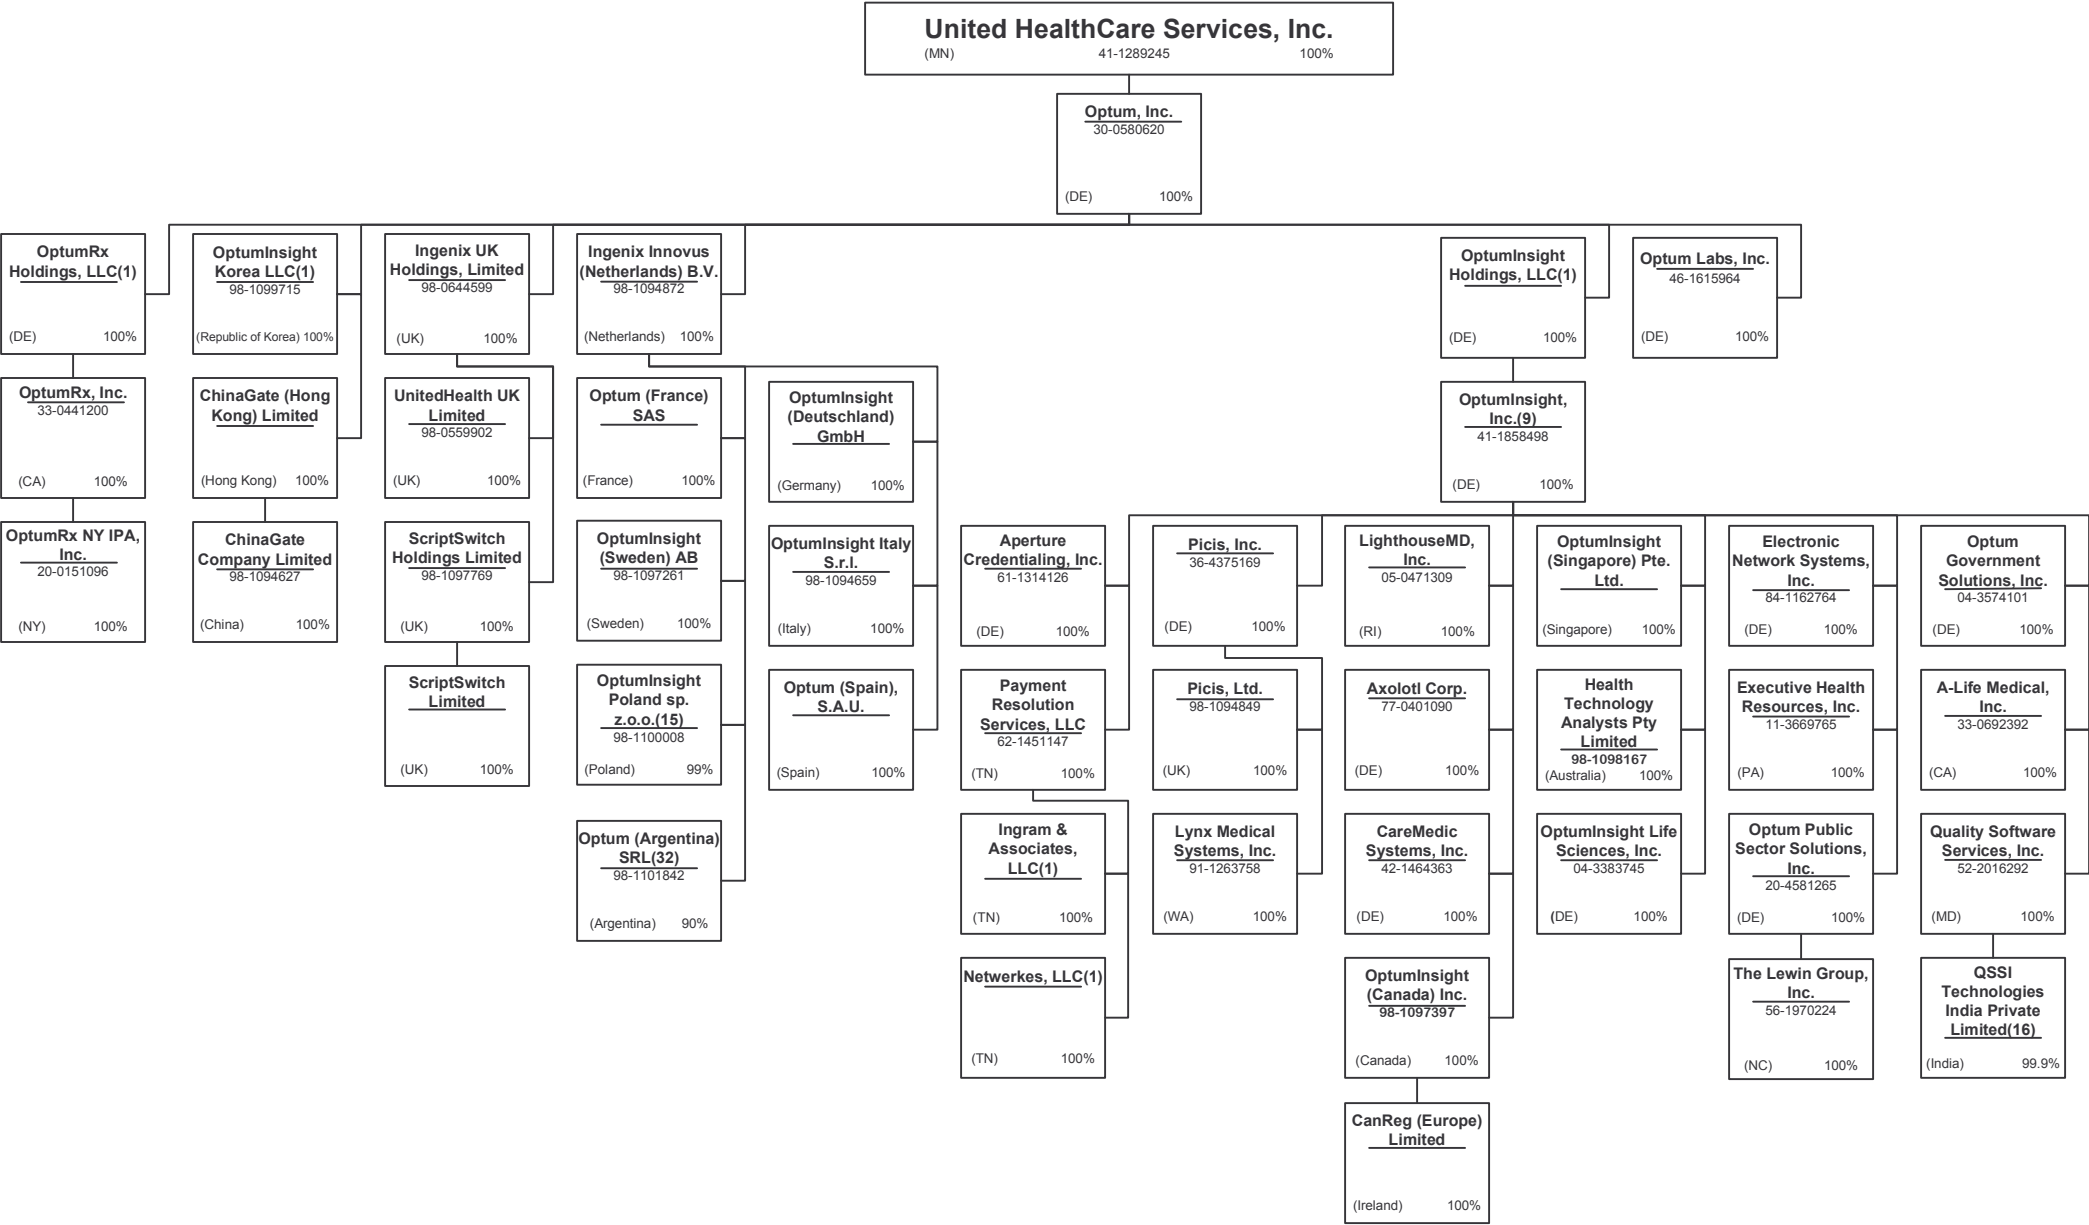 United HealthCare Services, Inc.
(MN) 41-1289245 100%
Optum, Inc.
30-0580620
(DE) 100%
OptumRx
Holdings, LLC(1)
(DE) 100%
OptumInsight
Korea LLC(1)
98-1099715
(Republic of Korea) 100%
Ingenix UK
Holdings, Limited
98-0644599
(UK) 100%
Ingenix Innovus
(Netherlands) B.V.
98-1094872
(Netherlands) 100%
OptumInsight
Holdings, LLC(1)
(DE) 100%
Optum Labs, Inc.
46-1615964
(DE) 100%
OptumRx, Inc.
33-0441200
(CA) 100%
ChinaGate (Hong
Kong) Limited
(Hong Kong) 100%
UnitedHealth UK
Limited
98-0559902
(UK) 100%
Optum (France)
SAS
(France) 100%
OptumInsight
(Deutschland)
GmbH
(Germany) 100%
OptumInsight,
Inc.(9)
41-1858498
(DE) 100%
OptumRx NY IPA,
Inc.
20-0151096
(NY) 100%
ChinaGate
Company Limited
98-1094627
(China) 100%
ScriptSwitch
Holdings Limited
98-1097769
(UK) 100%
OptumInsight
(Sweden) AB
98-1097261
(Sweden) 100%
OptumInsight Italy
S.r.l.
98-1094659
(Italy) 100%
Aperture
Credentialing, Inc.
61-1314126
(DE) 100%
Picis, Inc.
36-4375169
(DE) 100%
LighthouseMD,
Inc.
05-0471309
(RI) 100%
OptumInsight
(Singapore) Pte.
Ltd.
(Singapore) 100%
Electronic
Network Systems,
Inc.
84-1162764
(DE) 100%
Optum
Government
Solutions, Inc.
04-3574101
(DE) 100%
ScriptSwitch
Limited
(UK) 100%
OptumInsight
Poland sp.
z.o.o.(15)
98-1100008
(Poland) 99%
Optum (Spain),
S.A.U.
(Spain) 100%
Payment
Resolution
Services, LLC
62-1451147
(TN) 100%
Picis, Ltd.
98-1094849
(UK) 100%
Axolotl Corp.
77-0401090
(DE) 100%
Health
Technology
Analysts Pty
Limited
98-1098167
(Australia) 100%
Executive Health
Resources, Inc.
11-3669765
(PA) 100%
A-Life Medical,
Inc.
33-0692392
(CA) 100%
Optum (Argentina)
SRL(32)
98-1101842
(Argentina) 90%
Ingram &
Associates,
LLC(1)
(TN) 100%
Lynx Medical
Systems, Inc.
91-1263758
(WA) 100%
CareMedic
Systems, Inc.
42-1464363
(DE) 100%
OptumInsight Life
Sciences, Inc.
04-3383745
(DE) 100%
Optum Public
Sector Solutions,
Inc.
20-4581265
(DE) 100%
Quality Software
Services, Inc.
52-2016292
(MD) 100%
Netwerkes, LLC(1)
(TN) 100%
OptumInsight
(Canada) Inc.
98-1097397
(Canada) 100%
The Lewin Group,
Inc.
56-1970224
(NC) 100%
QSSI
Technologies
India Private
Limited(16)
(India) 99.9%
CanReg (Europe)
Limited
(Ireland) 100%